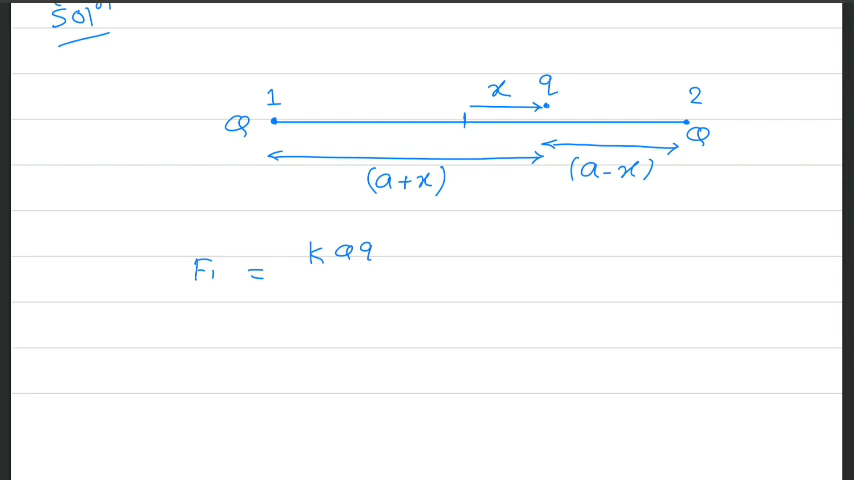 Solⁿ
1 x q 2
Q Q
(a+x) (a-x)
F₁ = KQq